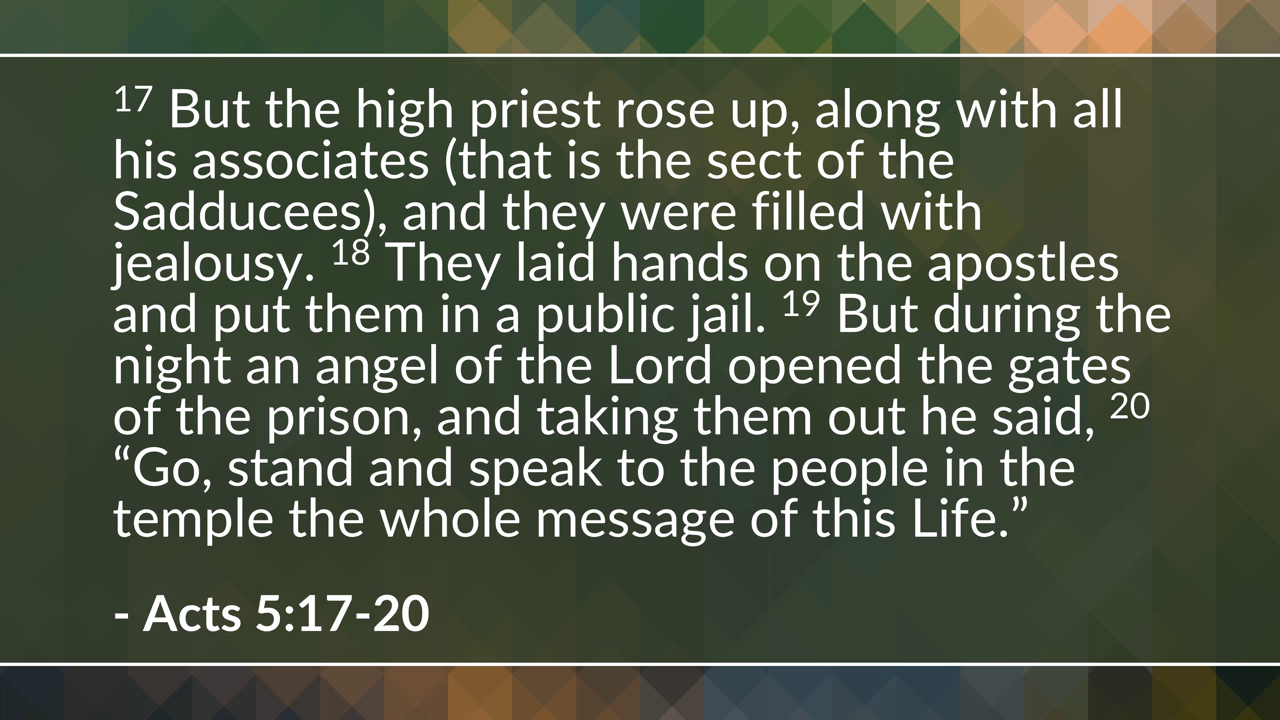 17 But the high priest rose up, along with all
his associates (that is the sect of the
Sadducees), and they were filled with
jealousy. 18 They laid hands on the apostles
and put them in a public jail. 19 But during the
night an angel of the Lord opened the gates
of the prison, and taking them out he said, 20
“Go, stand and speak to the people in the
temple the whole message of this Life.”
- Acts 5:17-20